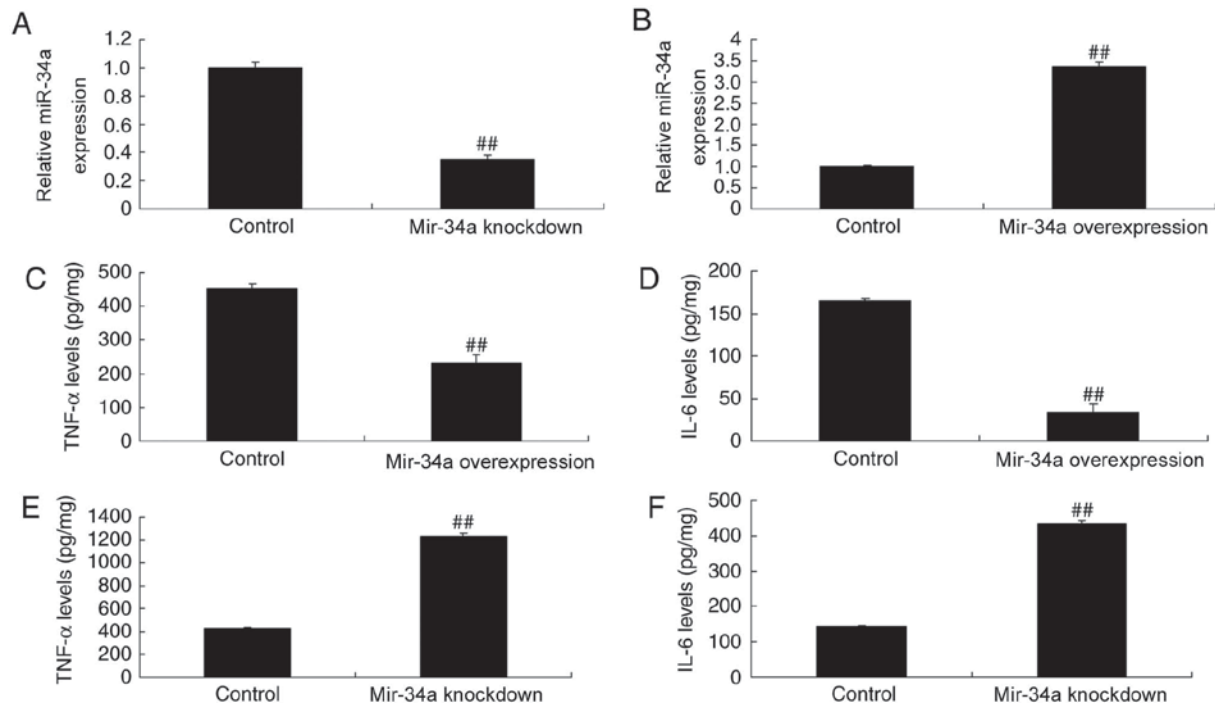 A
Relative miR-34a
expression
1.2
1.0
0.8
0.6
0.4
0.2
0
##
Control
Mir-34a knockdown
B
Relative miR-34a
expression
4
3.5
3.0
2.5
2.0
1.5
1.0
0.5
0
##
Control
Mir-34a overexpression
C
TNF-α levels (pg/mg)
500
400
300
200
100
0
##
Control
Mir-34a overexpression
D
IL-6 levels (pg/mg)
200
150
100
50
0
##
Control
Mir-34a overexpression
E
TNF-α levels (pg/mg)
1400
1200
1000
800
600
400
200
0
##
Control
Mir-34a knockdown
F
IL-6 levels (pg/mg)
500
400
300
200
100
0
##
Control
Mir-34a knockdown